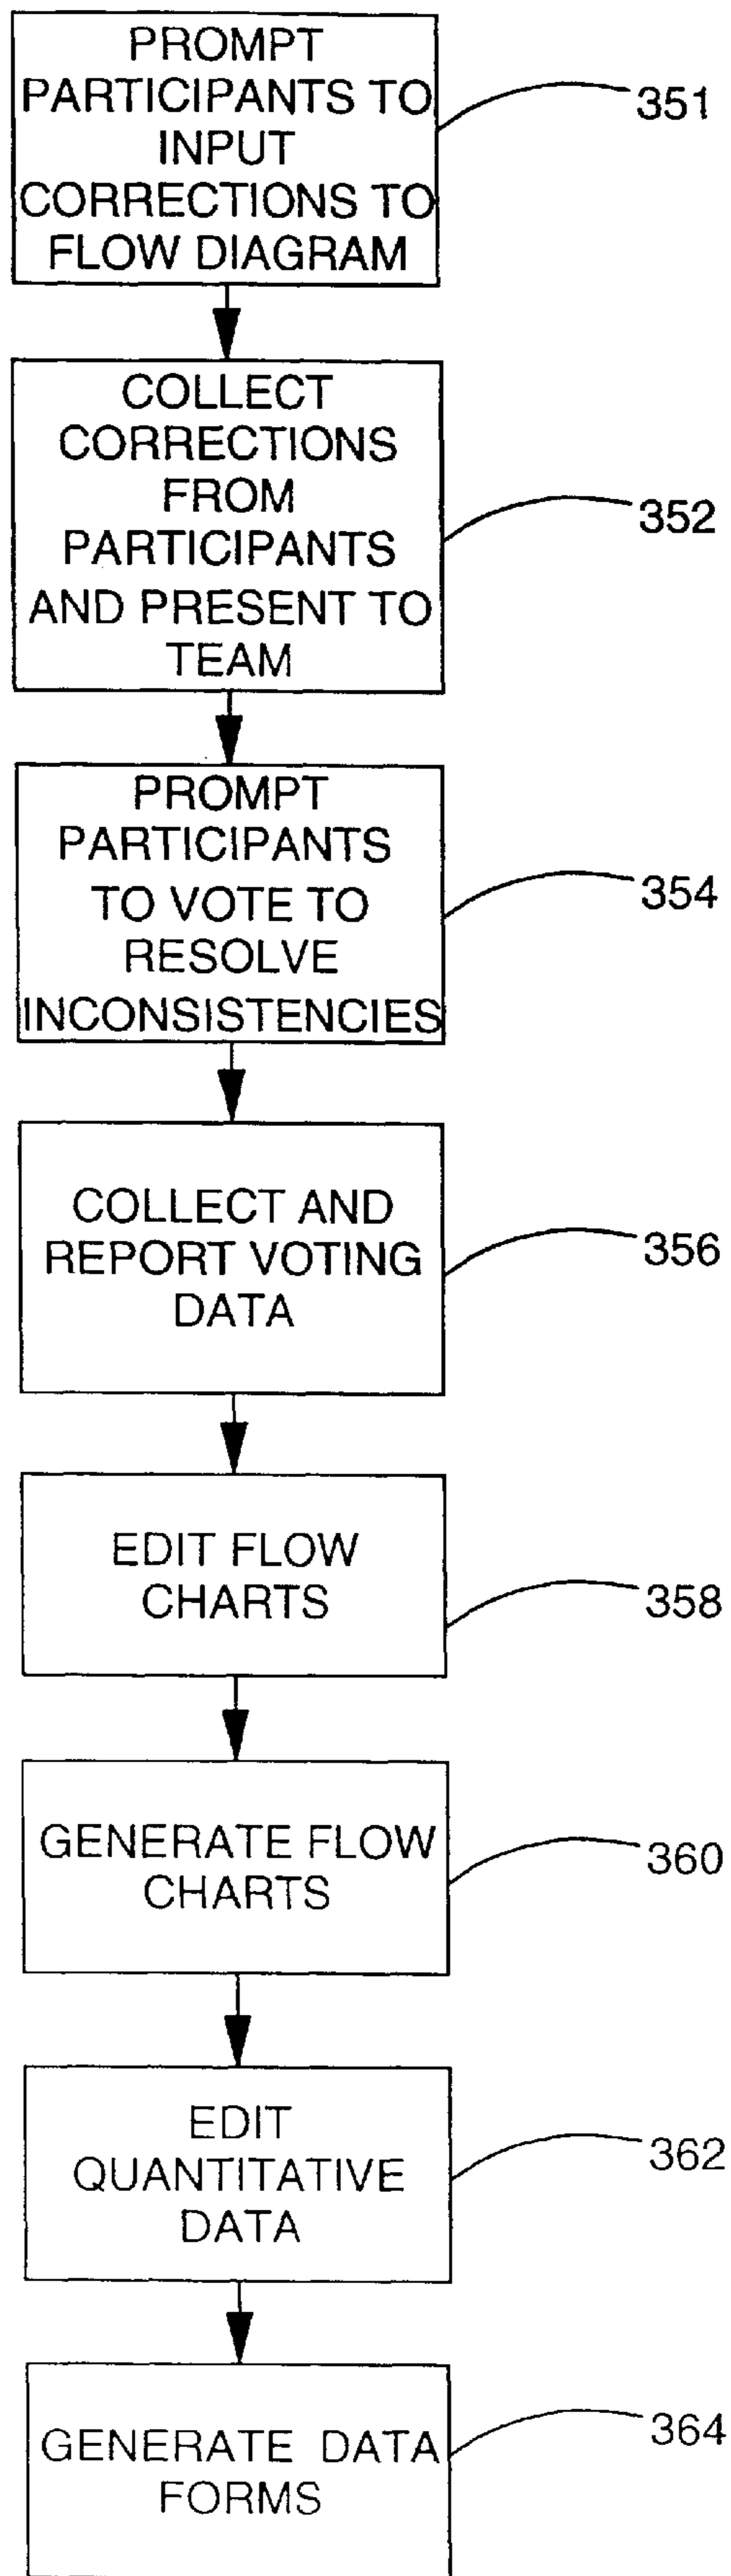 PROMPT
PARTICIPANTS TO
INPUT
CORRECTIONS TO
FLOW DIAGRAM
351
COLLECT
CORRECTIONS
FROM
PARTICIPANTS
AND PRESENT TO
TEAM
352
PROMPT
PARTICIPANTS
TO VOTE TO
RESOLVE
INCONSISTENCIES
354
COLLECT AND
REPORT VOTING
DATA
356
EDIT FLOW
CHARTS
358
GENERATE FLOW
CHARTS
360
EDIT
QUANTITATIVE
DATA
362
GENERATE DATA
FORMS
364